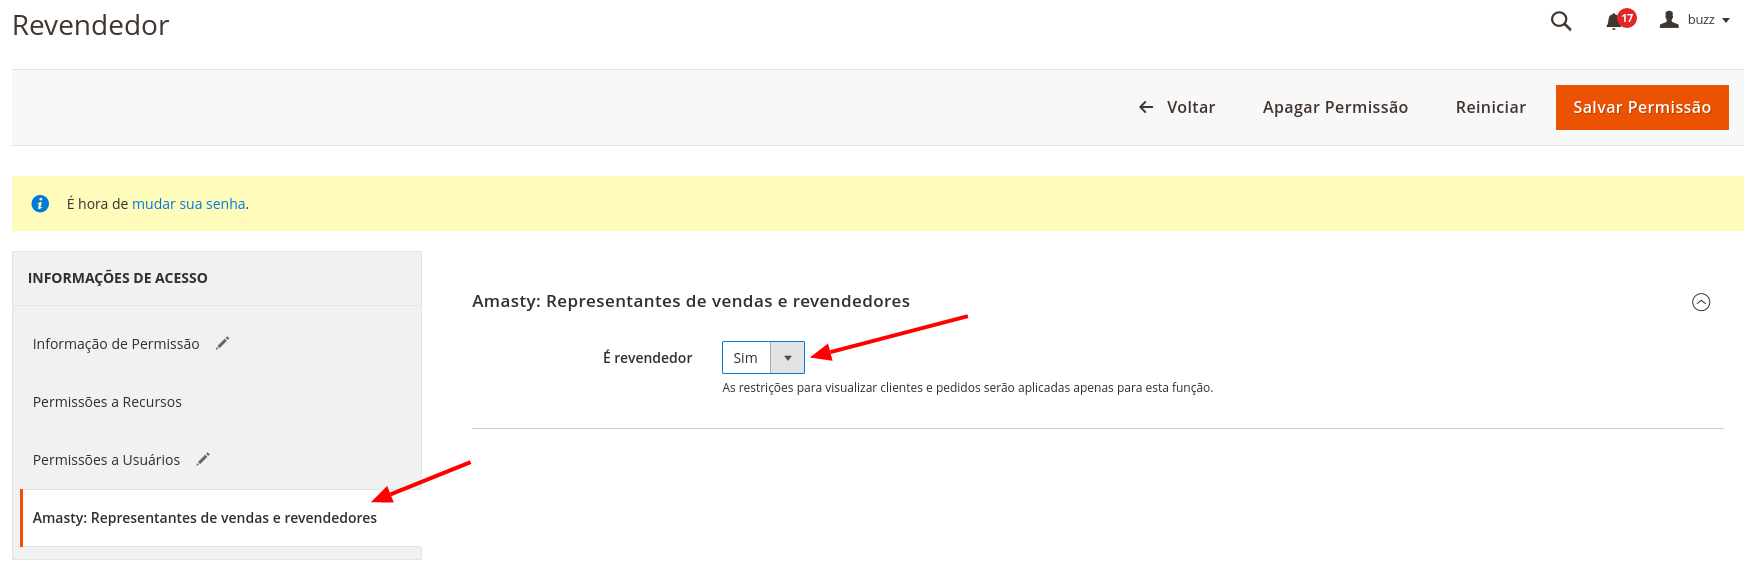 Revendedor
17
buzz
Voltar
Apagar Permissão
Reiniciar
Salvar Permissão
É hora de mudar sua senha.
INFORMAÇÕES DE ACESSO
Informação de Permissão
Permissões a Recursos
Permissões a Usuários
Amasty: Representantes de vendas e revendedores
Amasty: Representantes de vendas e revendedores
É revendedor
Sim
As restrições para visualizar clientes e pedidos serão aplicadas apenas para esta função.